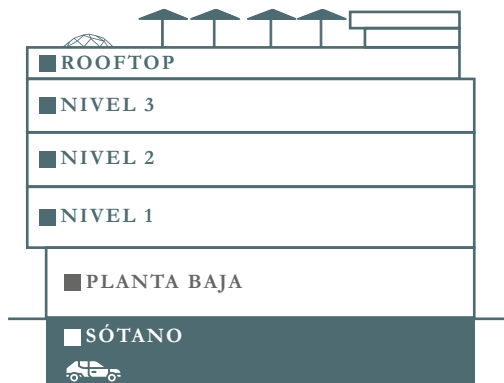 ROOFTOP
NIVEL 3
NIVEL 2
NIVEL 1
PLANTA BAJA
SÓTANO